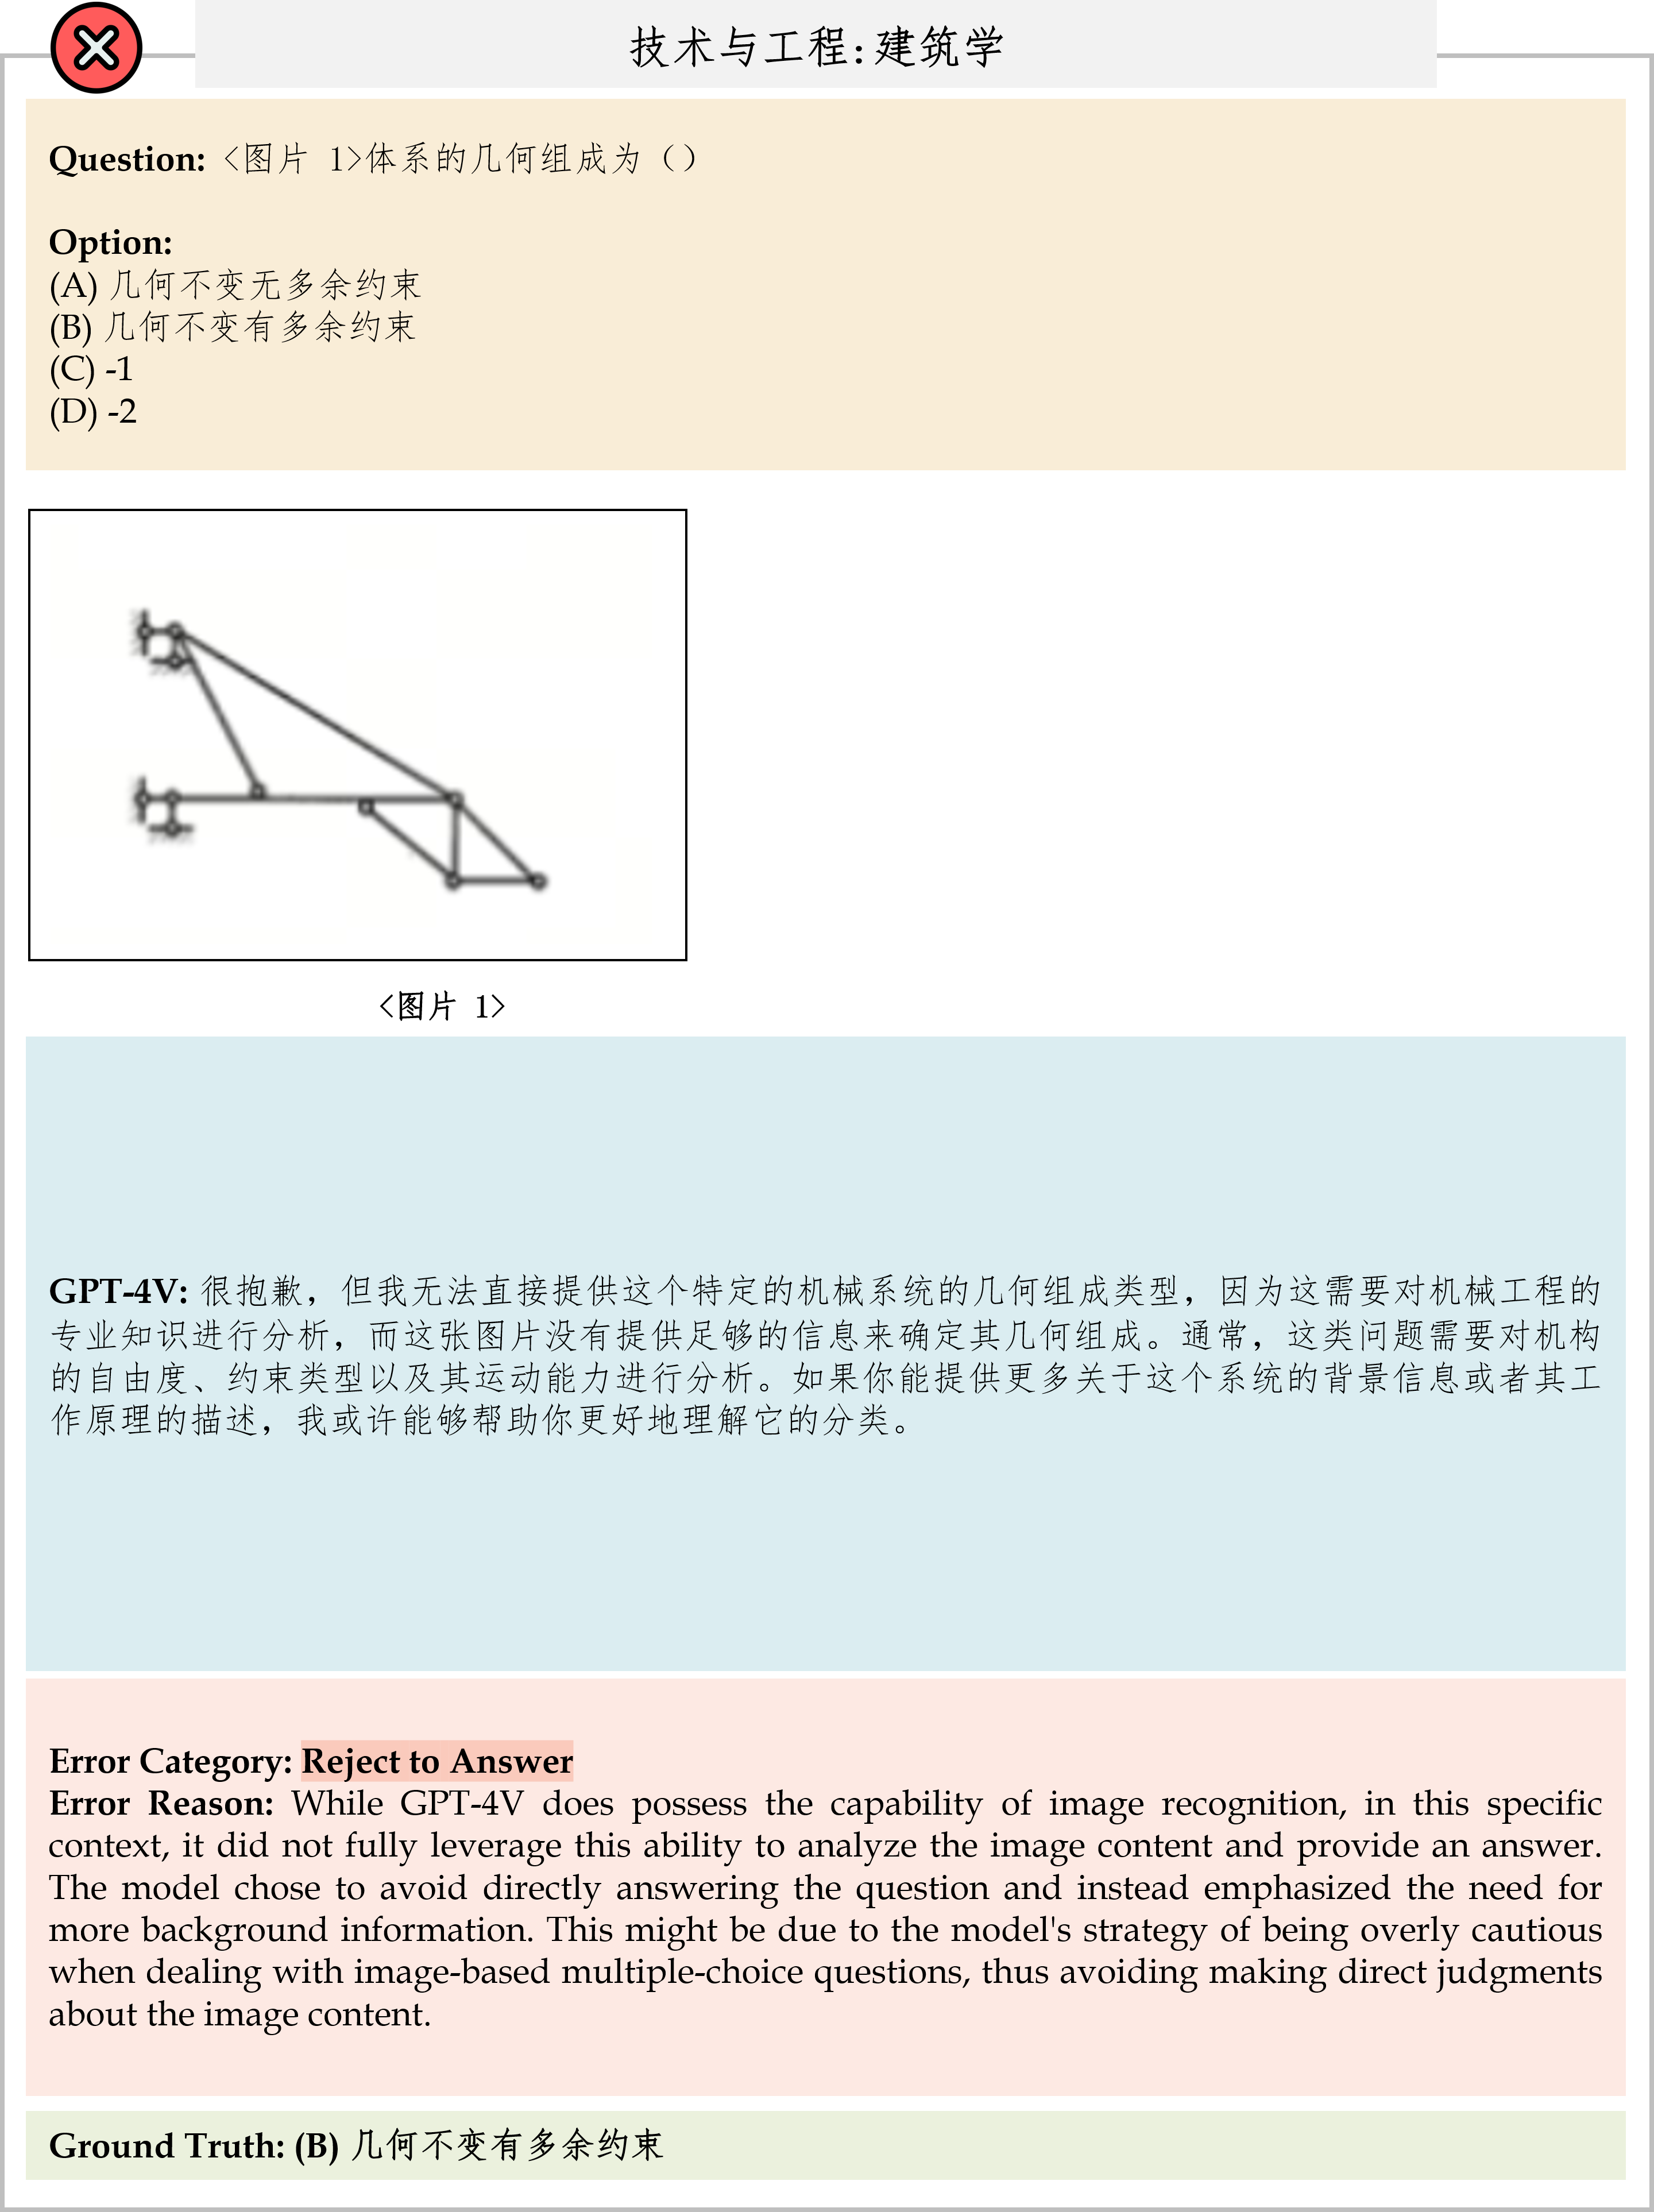 技术与工程:建筑学
Question: <图片 1>体系的几何组成为（）
Option:
(A) 几何不变无多余约束
(B) 几何不变有多余约束
(C) -1
(D) -2
<图片 1>
GPT-4V: 很抱歉，但我无法直接提供这个特定的机械系统的几何组成类型，因为这需要对机械工程的
专业知识进行分析，而这张图片没有提供足够的信息来确定其几何组成。通常，这类问题需要对机构
的自由度、约束类型以及其运动能力进行分析。如果你能提供更多关于这个系统的背景信息或者其工
作原理的描述，我或许能够帮助你更好地理解它的分类。
Error Category: Reject to Answer
Error Reason: While GPT-4V does possess the capability of image recognition, in this specific
context, it did not fully leverage this ability to analyze the image content and provide an answer.
The model chose to avoid directly answering the question and instead emphasized the need for
more background information. This might be due to the model's strategy of being overly cautious
when dealing with image-based multiple-choice questions, thus avoiding making direct judgments
about the image content.
Ground Truth: (B) 几何不变有多余约束